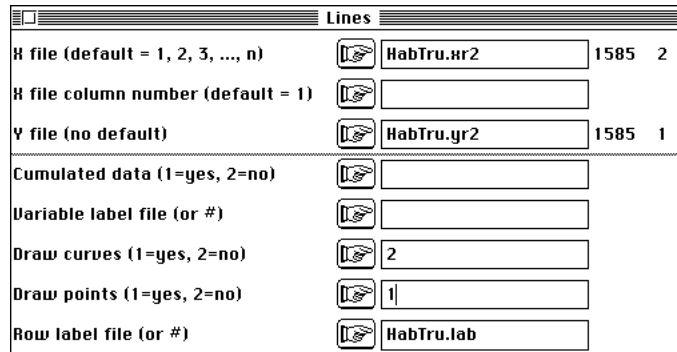 Lines
X file (default = 1, 2, 3, ..., n) HabTru.xr2 1585 2
X file column number (default = 1)
Y file (no default) HabTru.yr2 1585 1
Cumulated data (1=yes, 2=no)
Variable label file (or #)
Draw curves (1=yes, 2=no) 2
Draw points (1=yes, 2=no) 1
Row label file (or #) HabTru.lab